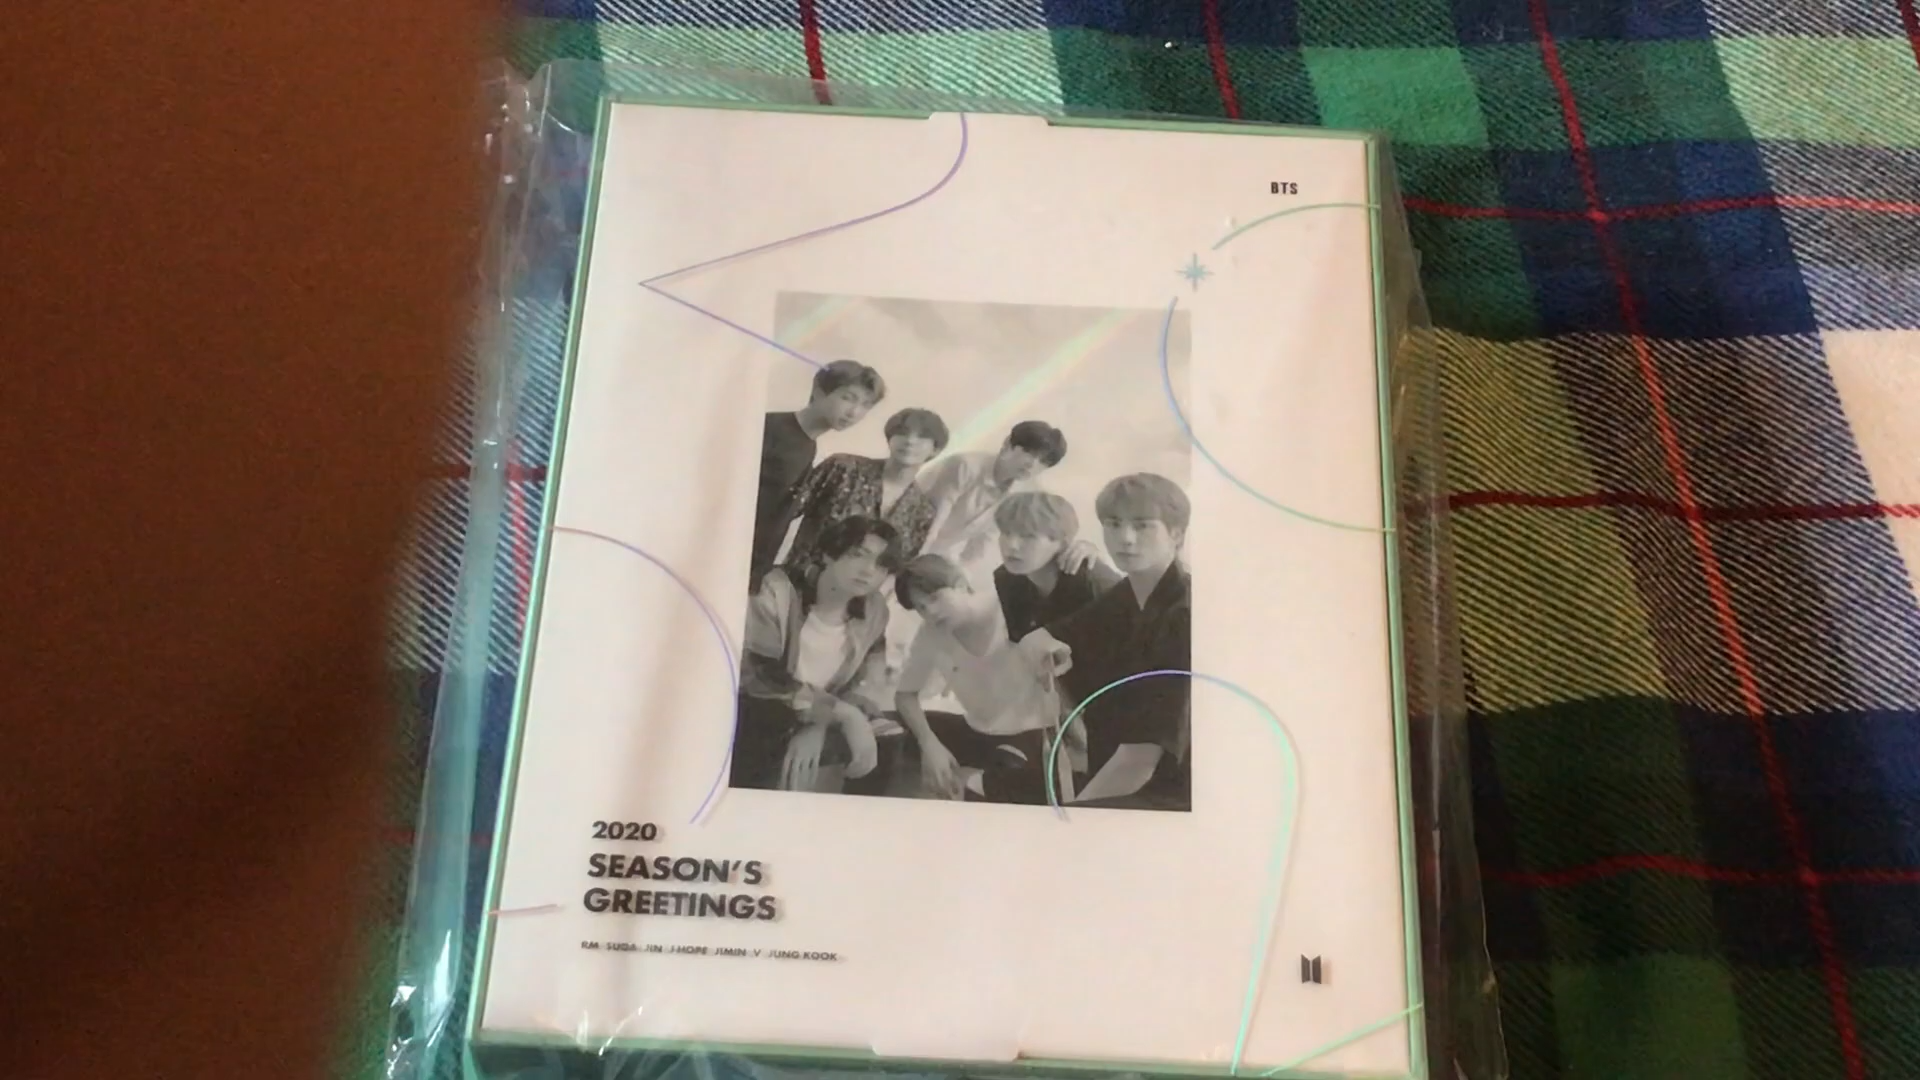 BTS
2020
SEASON'S
GREETINGS
RM SUGA JIN J-HOPE JIMIN V JUNG KOOK